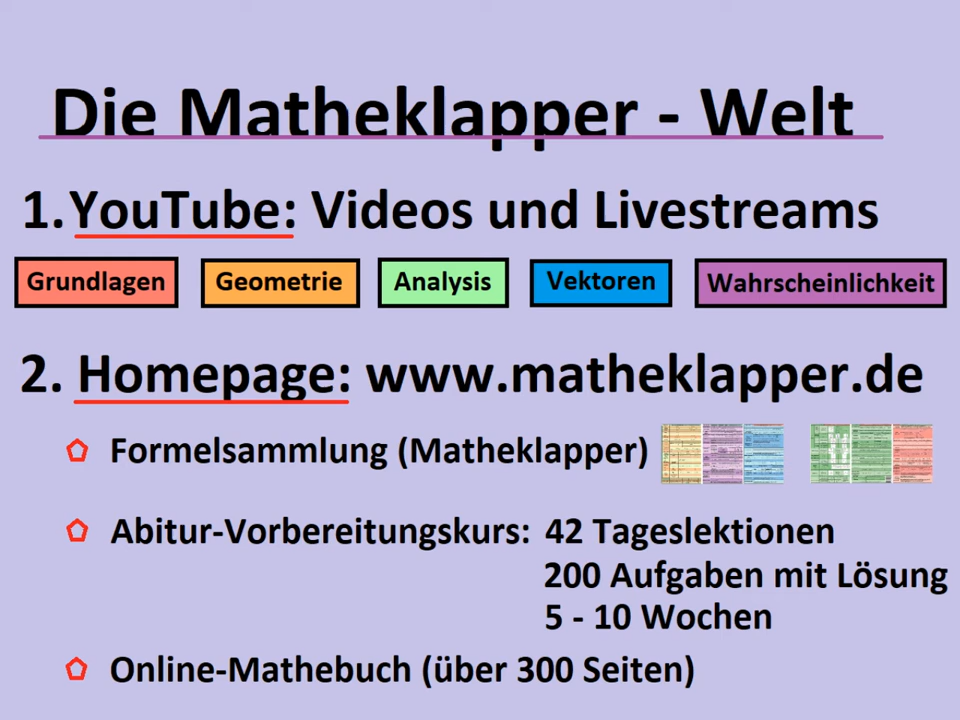 Die Matheklapper - Welt
1. YouTube: Videos und Livestreams
Grundlagen Geometrie Analysis Vektoren Wahrscheinlichkeit
2. Homepage: www.matheklapper.de
Formelsammlung (Matheklapper)
Abitur-Vorbereitungskurs: 42 Tageslektionen
200 Aufgaben mit Lösung
5 - 10 Wochen
Online-Mathebuch (über 300 Seiten)